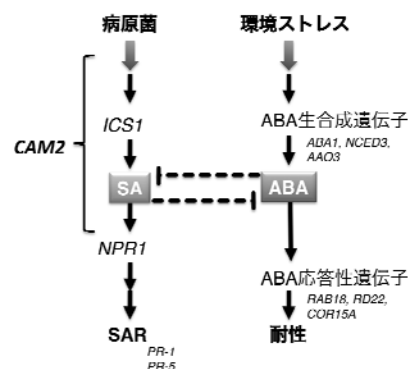 病原菌
環境ストレス
ICS1
ABA生合成遺伝子
ABA1, NCED3,
AAO3
CAM2
SA
ABA
NPR1
ABA応答性遺伝子
RAB18, RD22,
COR15A
SAR
耐性
PR-1
PR-5